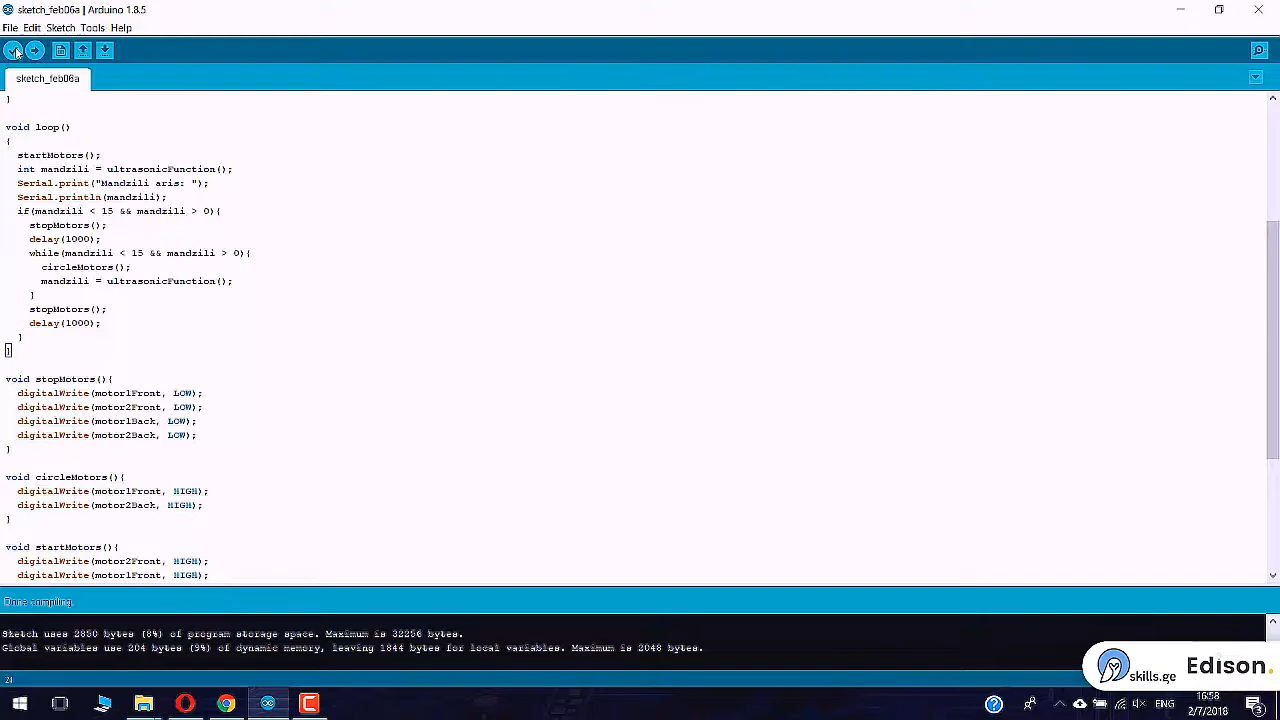 sketch_feb06a | Arduino 1.8.5
File Edit Sketch Tools Help
sketch_feb06a
}
void loop()
{
startMotors();
int mandzili = ultrasonicFunction();
Serial.print("Mandzili aris: ");
Serial.println(mandzili);
if(mandzili < 15 && mandzili > 0){
stopMotors();
delay(1000);
while(mandzili < 15 && mandzili > 0){
circleMotors();
mandzili = ultrasonicFunction();
}
stopMotors();
delay(1000);
}
}
void stopMotors(){
digitalWrite(motor1Front, LOW);
digitalWrite(motor2Front, LOW);
digitalWrite(motor1Back, LOW);
digitalWrite(motor2Back, LOW);
}
void circleMotors(){
digitalWrite(motor1Front, HIGH);
digitalWrite(motor2Back, HIGH);
}
void startMotors(){
digitalWrite(motor2Front, HIGH);
digitalWrite(motor1Front, HIGH);
Done compiling.
Sketch uses 2850 bytes (8%) of program storage space. Maximum is 32256 bytes.
Global variables use 204 bytes (9%) of dynamic memory, leaving 1844 bytes for local variables. Maximum is 2048 bytes.
skills.ge Edison.
ENG
16:58
2/7/2018
3